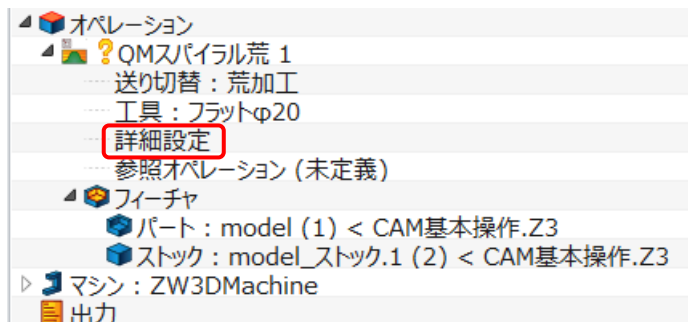 オペレーション
QMスパイラル荒 1
送り切替：荒加工
工具：フラットφ20
詳細設定
参照オペレーション (未定義)
フィーチャ
パート：model (1) < CAM基本操作.Z3
ストック：model_ストック.1 (2) < CAM基本操作.Z3
マシン：ZW3DMachine
出力